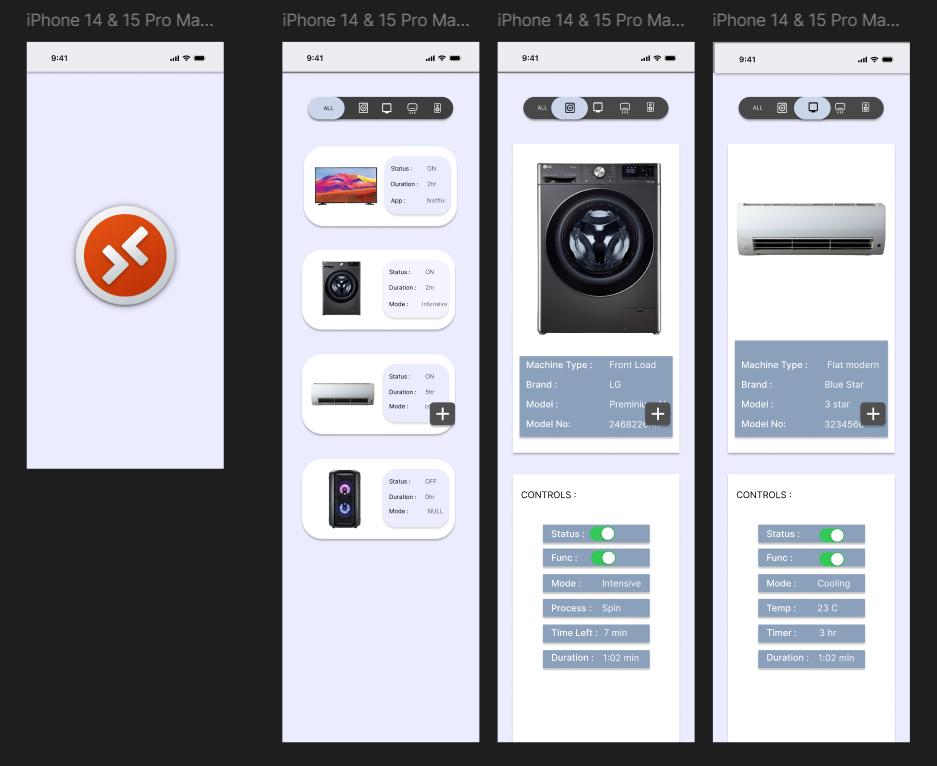 iPhone 14 & 15 Pro Ma...
iPhone 14 & 15 Pro Ma...
iPhone 14 & 15 Pro Ma...
iPhone 14 & 15 Pro Ma...
9:41
9:41
ALL
Status : ON
Duration : 2hr
App : Netflix
Status : ON
Duration : 2hr
Mode : Intensive
Status : ON
Duration : 5hr
Mode :
Status : OFF
Duration : 0hr
Mode : NULL
9:41
ALL
LG
Machine Type : Front Load
Brand : LG
Model : Preminiu
Model No: 246822
CONTROLS :
Status :
Func :
Mode : Intensive
Process : Spin
Time Left : 7 min
Duration : 1:02 min
9:41
ALL
Machine Type : Flat modern
Brand : Blue Star
Model : 3 star
Model No: 323456
CONTROLS :
Status :
Func :
Mode : Cooling
Temp : 23 C
Timer : 3 hr
Duration : 1:02 min